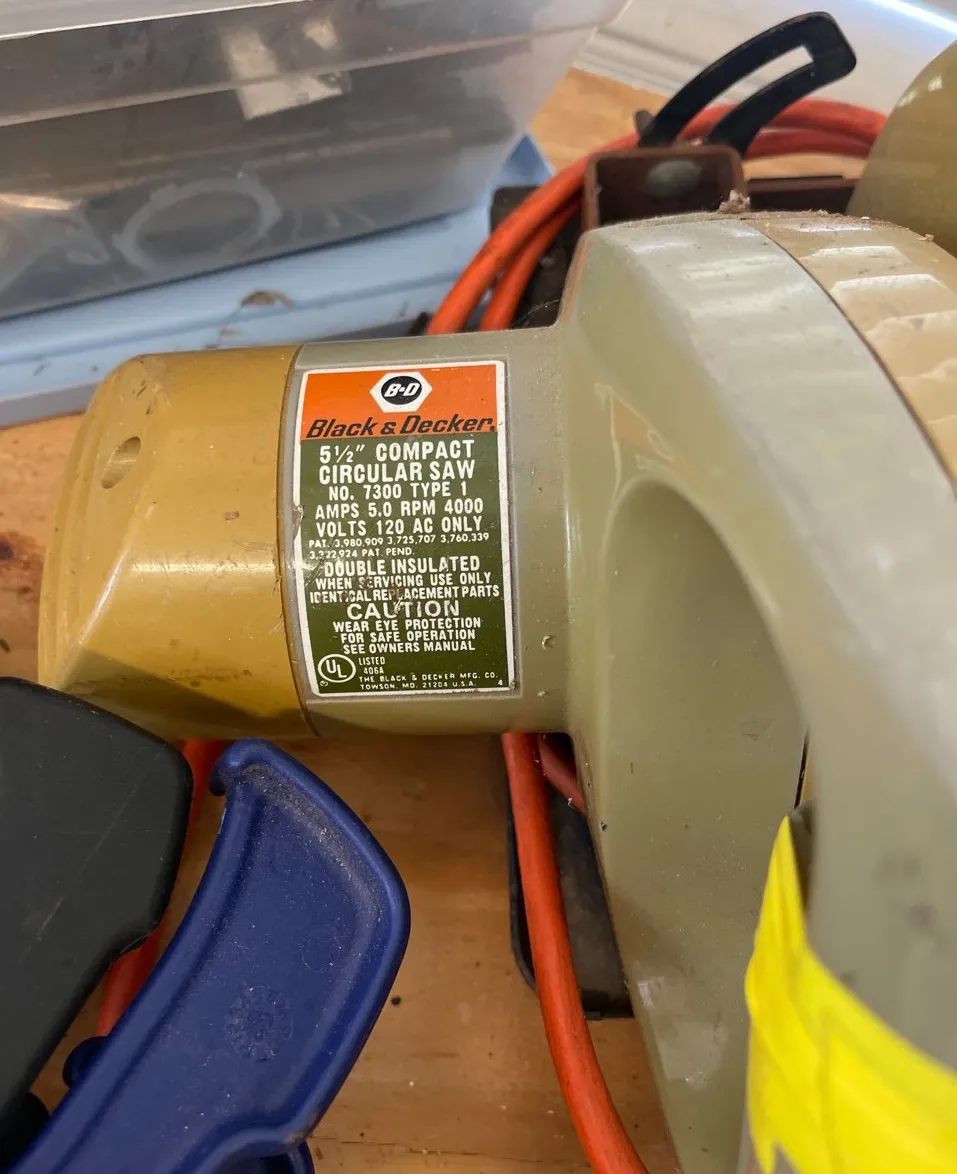 B·D
Black & Decker®
5½" COMPACT
CIRCULAR SAW
NO. 7300 TYPE 1
AMPS 5.0 RPM 4000
VOLTS 120 AC ONLY
PAT. 3,980,909 3,725,707 3,760,339
PAT. PEND.
DOUBLE INSULATED
WHEN SERVICING USE ONLY
IDENTICAL REPLACEMENT PARTS
CAUTION
WEAR EYE PROTECTION
FOR SAFE OPERATION
SEE OWNERS MANUAL
UL LISTED
406A
THE BLACK & DECKER MFG. CO.
TOWSON, MD. 21204 U.S.A. 4